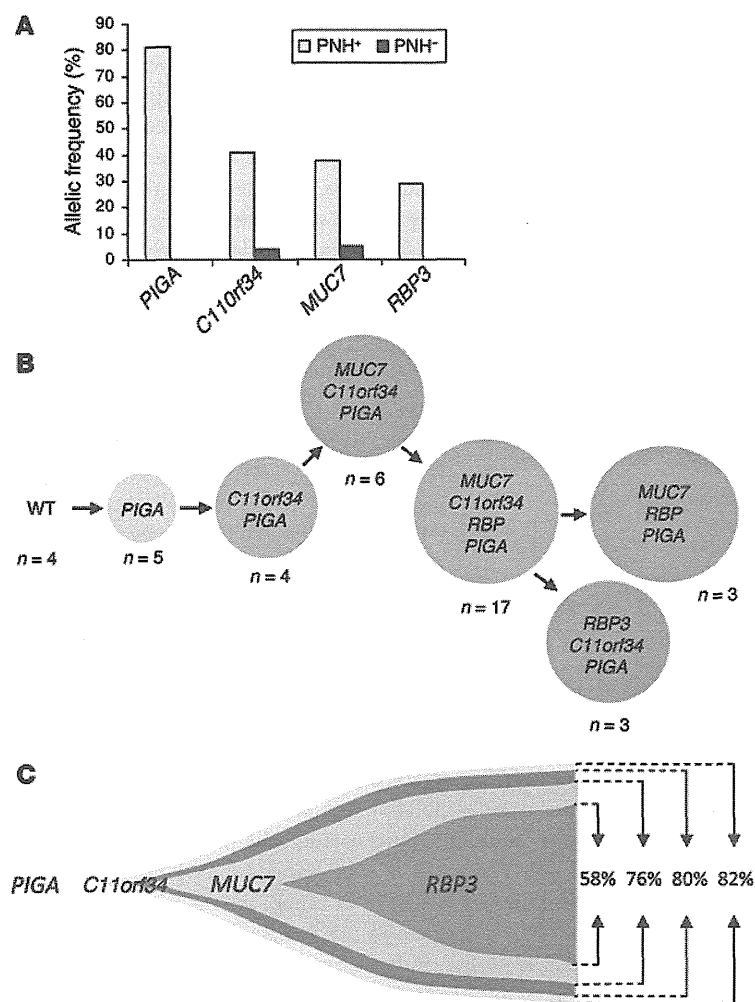 A
Allelic frequency (%)
90
80
70
60
50
40
30
20
10
0
PNH+ PNH−
PIGA C110rf34 MUC7 RBP3
B
WT
n = 4
PIGA
n = 5
C11orf34
PIGA
n = 4
MUC7
C11orf34
PIGA
n = 6
MUC7
C11orf34
RBP
PIGA
n = 17
MUC7
RBP
PIGA
n = 3
RBP3
C11orf34
PIGA
n = 3
C
PIGA C11orf34 MUC7 RBP3 58% 76% 80% 82%